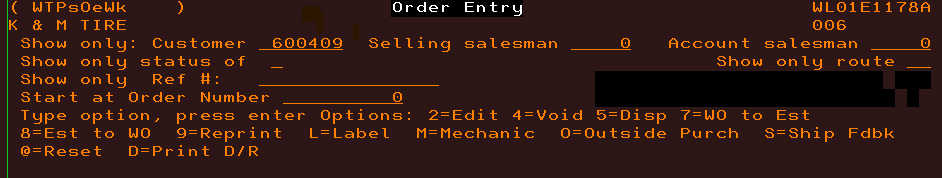 ( WTPsOeWk    )    Order Entry    WL01E1178A
K & M TIRE    006
Show only: Customer 600409 Selling salesman 0 Account salesman 0
Show only status of _ Show only route __
Show only Ref #:
Start at Order Number 0
Type option, press enter Options: 2=Edit 4=Void 5=Disp 7=WO to Est
8=Est to WO 9=Reprint L=Label M=Mechanic O=Outside Purch S=Ship Fdbk
@=Reset D=Print D/R